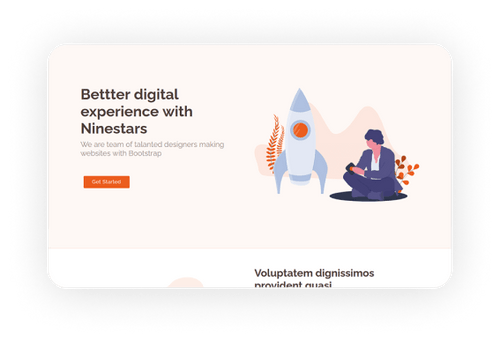 Bettter digital
experience with
Ninestars
We are team of talanted designers making
websites with Bootstrap
Get Started
Voluptatem dignissimos
provident quasi